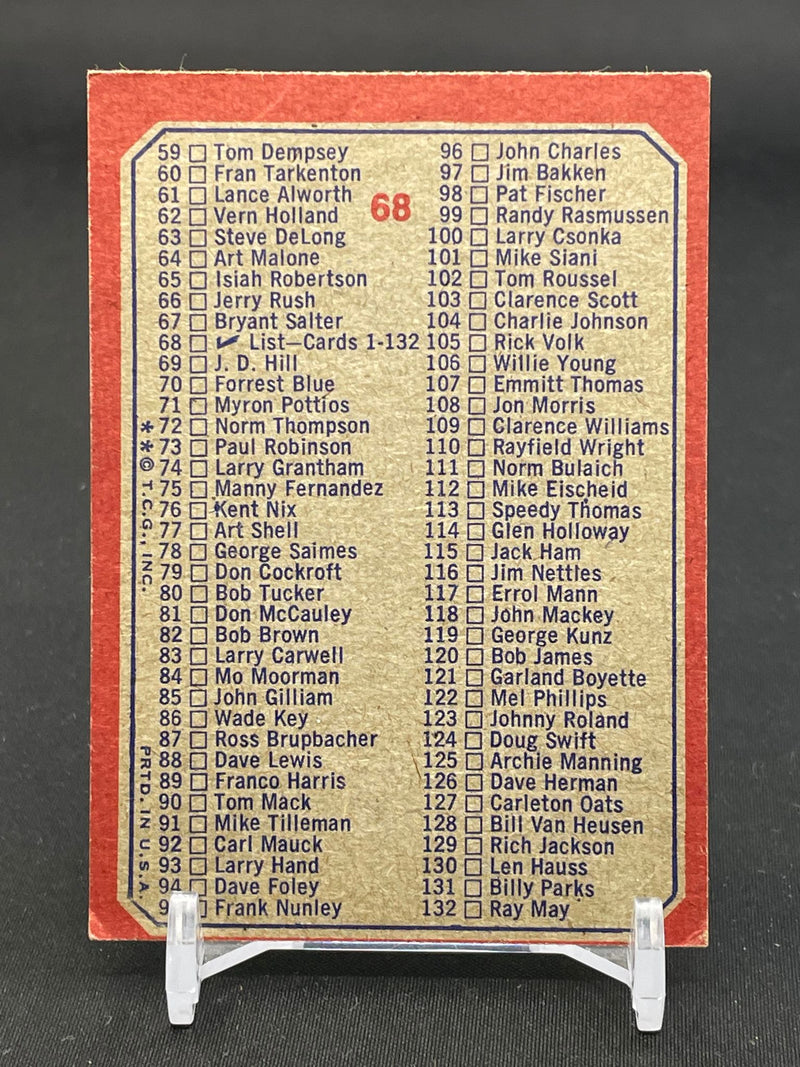 59 Tom Dempsey
60 Fran Tarkenton
61 Lance Alworth
62 Vern Holland
63 Steve DeLong
64 Art Malone
65 Isiah Robertson
66 Jerry Rush
67 Bryant Salter
68 ✓ List—Cards 1-132
69 J. D. Hill
70 Forrest Blue
71 Myron Pottios
72 Norm Thompson
73 Paul Robinson
74 Larry Grantham
75 Manny Fernandez
76 Kent Nix
77 Art Shell
78 George Saimes
79 Don Cockroft
80 Bob Tucker
81 Don McCauley
82 Bob Brown
83 Larry Carwell
84 Mo Moorman
85 John Gilliam
86 Wade Key
87 Ross Brupbacher
88 Dave Lewis
89 Franco Harris
90 Tom Mack
91 Mike Tilleman
92 Carl Mauck
93 Larry Hand
94 Dave Foley
9 Frank Nunley
68
96 John Charles
97 Jim Bakken
98 Pat Fischer
99 Randy Rasmussen
100 Larry Csonka
101 Mike Siani
102 Tom Roussel
103 Clarence Scott
104 Charlie Johnson
105 Rick Volk
106 Willie Young
107 Emmitt Thomas
108 Jon Morris
109 Clarence Williams
110 Rayfield Wright
111 Norm Bulaich
112 Mike Eischeid
113 Speedy Thomas
114 Glen Holloway
115 Jack Ham
116 Jim Nettles
117 Errol Mann
118 John Mackey
119 George Kunz
120 Bob James
121 Garland Boyette
122 Mel Phillips
123 Johnny Roland
124 Doug Swift
125 Archie Manning
126 Dave Herman
127 Carleton Oats
128 Bill Van Heusen
129 Rich Jackson
130 Len Hauss
131 Billy Parks
132 Ray May
* * © T.C.G., INC. PRTD. IN U.S.A.